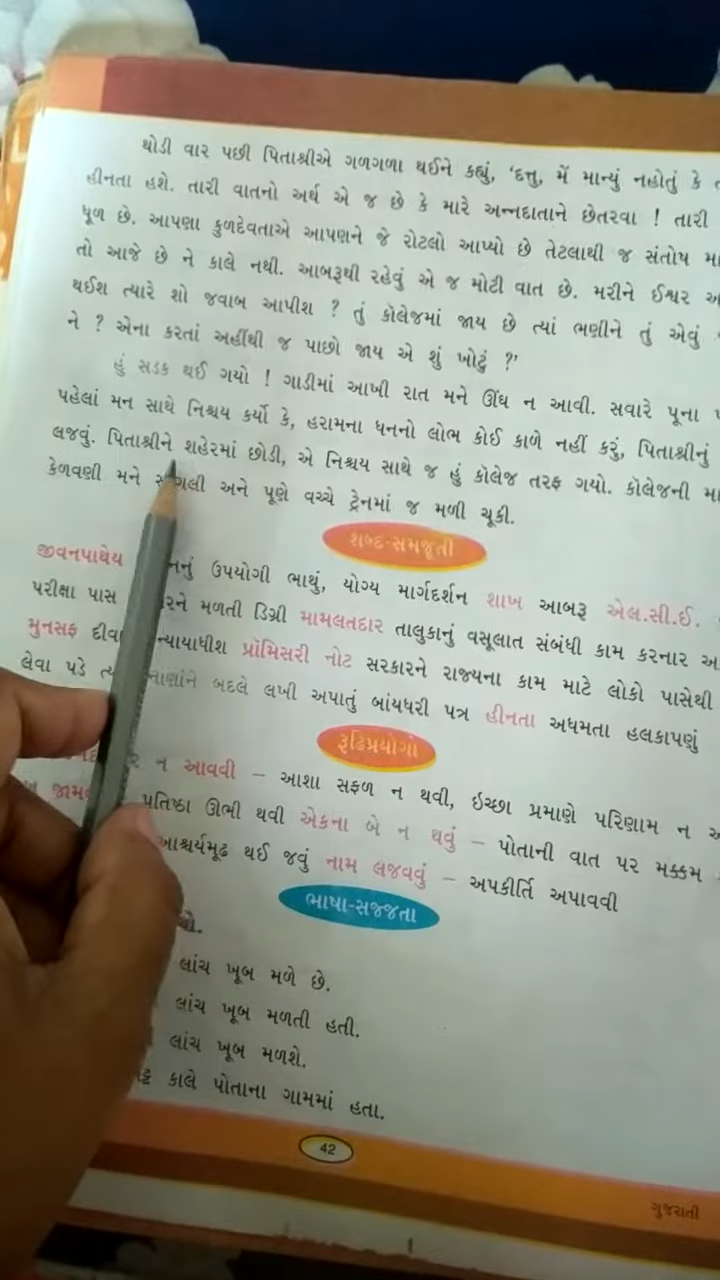 થોડી વાર પછી પિતાશ્રીએ ગળગળા થઈને કહ્યું, ‘દત્તુ, મેં માન્યું નહોતું કે
હીનતા હશે. તારી વાતનો અર્થ એ જ છે કે મારે અન્નદાતાને છેતરવા ! તારી
ધૂળ છે. આપણા કુળદેવતાએ આપણને જે રોટલો આપ્યો છે તેટલાથી જ સંતોષ
તો આજે છે ને કાલે નથી. આબરૂથી રહેવું એ જ મોટી વાત છે. મરીને ઈશ્વર
થઈશ ત્યારે શો જવાબ આપીશ ? તું કૉલેજમાં જાય છે ત્યાં ભણીને તું એવું
ને ? એના કરતાં અહીંથી જ પાછો જાય એ શું ખોટું ?’
હું સડક થઈ ગયો ! ગાડીમાં આખી રાત મને ઊંઘ ન આવી. સવારે પૂના
પહેલાં મન સાથે નિશ્ચય કર્યો કે, હરામના ધનનો લોભ કોઈ કાળે નહીં કરું, પિતાશ્રીનું
લજવું. પિતાશ્રીને શહેરમાં છોડી, એ નિશ્ચય સાથે જ હું કૉલેજ તરફ ગયો. કૉલેજની
કેળવણી મને અને પૂણે વચ્ચે ટ્રેનમાં જ મળી ચૂકી.
શબ્દ-સમજૂતી
જીવનપાથેય ઉપયોગી ભાથું, યોગ્ય માર્ગદર્શન શાખ આબરૂ એલ.સી.ઈ.
પરીક્ષા પાસ મળતી ડિગ્રી મામલતદાર તાલુકાનું વસૂલાત સંબંધી કામ કરનાર
મુનસફ ન્યાયાધીશ પ્રૉમિસરી નોટ સરકારને રાજ્યના કામ માટે લોકો પાસેથી
લેવા પડે નાણાંને બદલે લખી અપાતું બાંયધરી પત્ર હીનતા અધમતા હલકાપણું
રૂઢિપ્રયોગો
ન આવવી – આશા સફળ ન થવી, ઇચ્છા પ્રમાણે પરિણામ ન
પ્રતિષ્ઠા ઊભી થવી એકના બે ન થવું – પોતાની વાત પર મક્કમ
આશ્ચર્યમૂઢ થઈ જવું નામ લજવવું – અપકીર્તિ અપાવવી
ભાષા-સજ્જતા
લાંચ ખૂબ મળે છે.
લાંચ ખૂબ મળતી હતી.
લાંચ ખૂબ મળશે.
કાલે પોતાના ગામમાં હતા.
42
ગુજરાતી